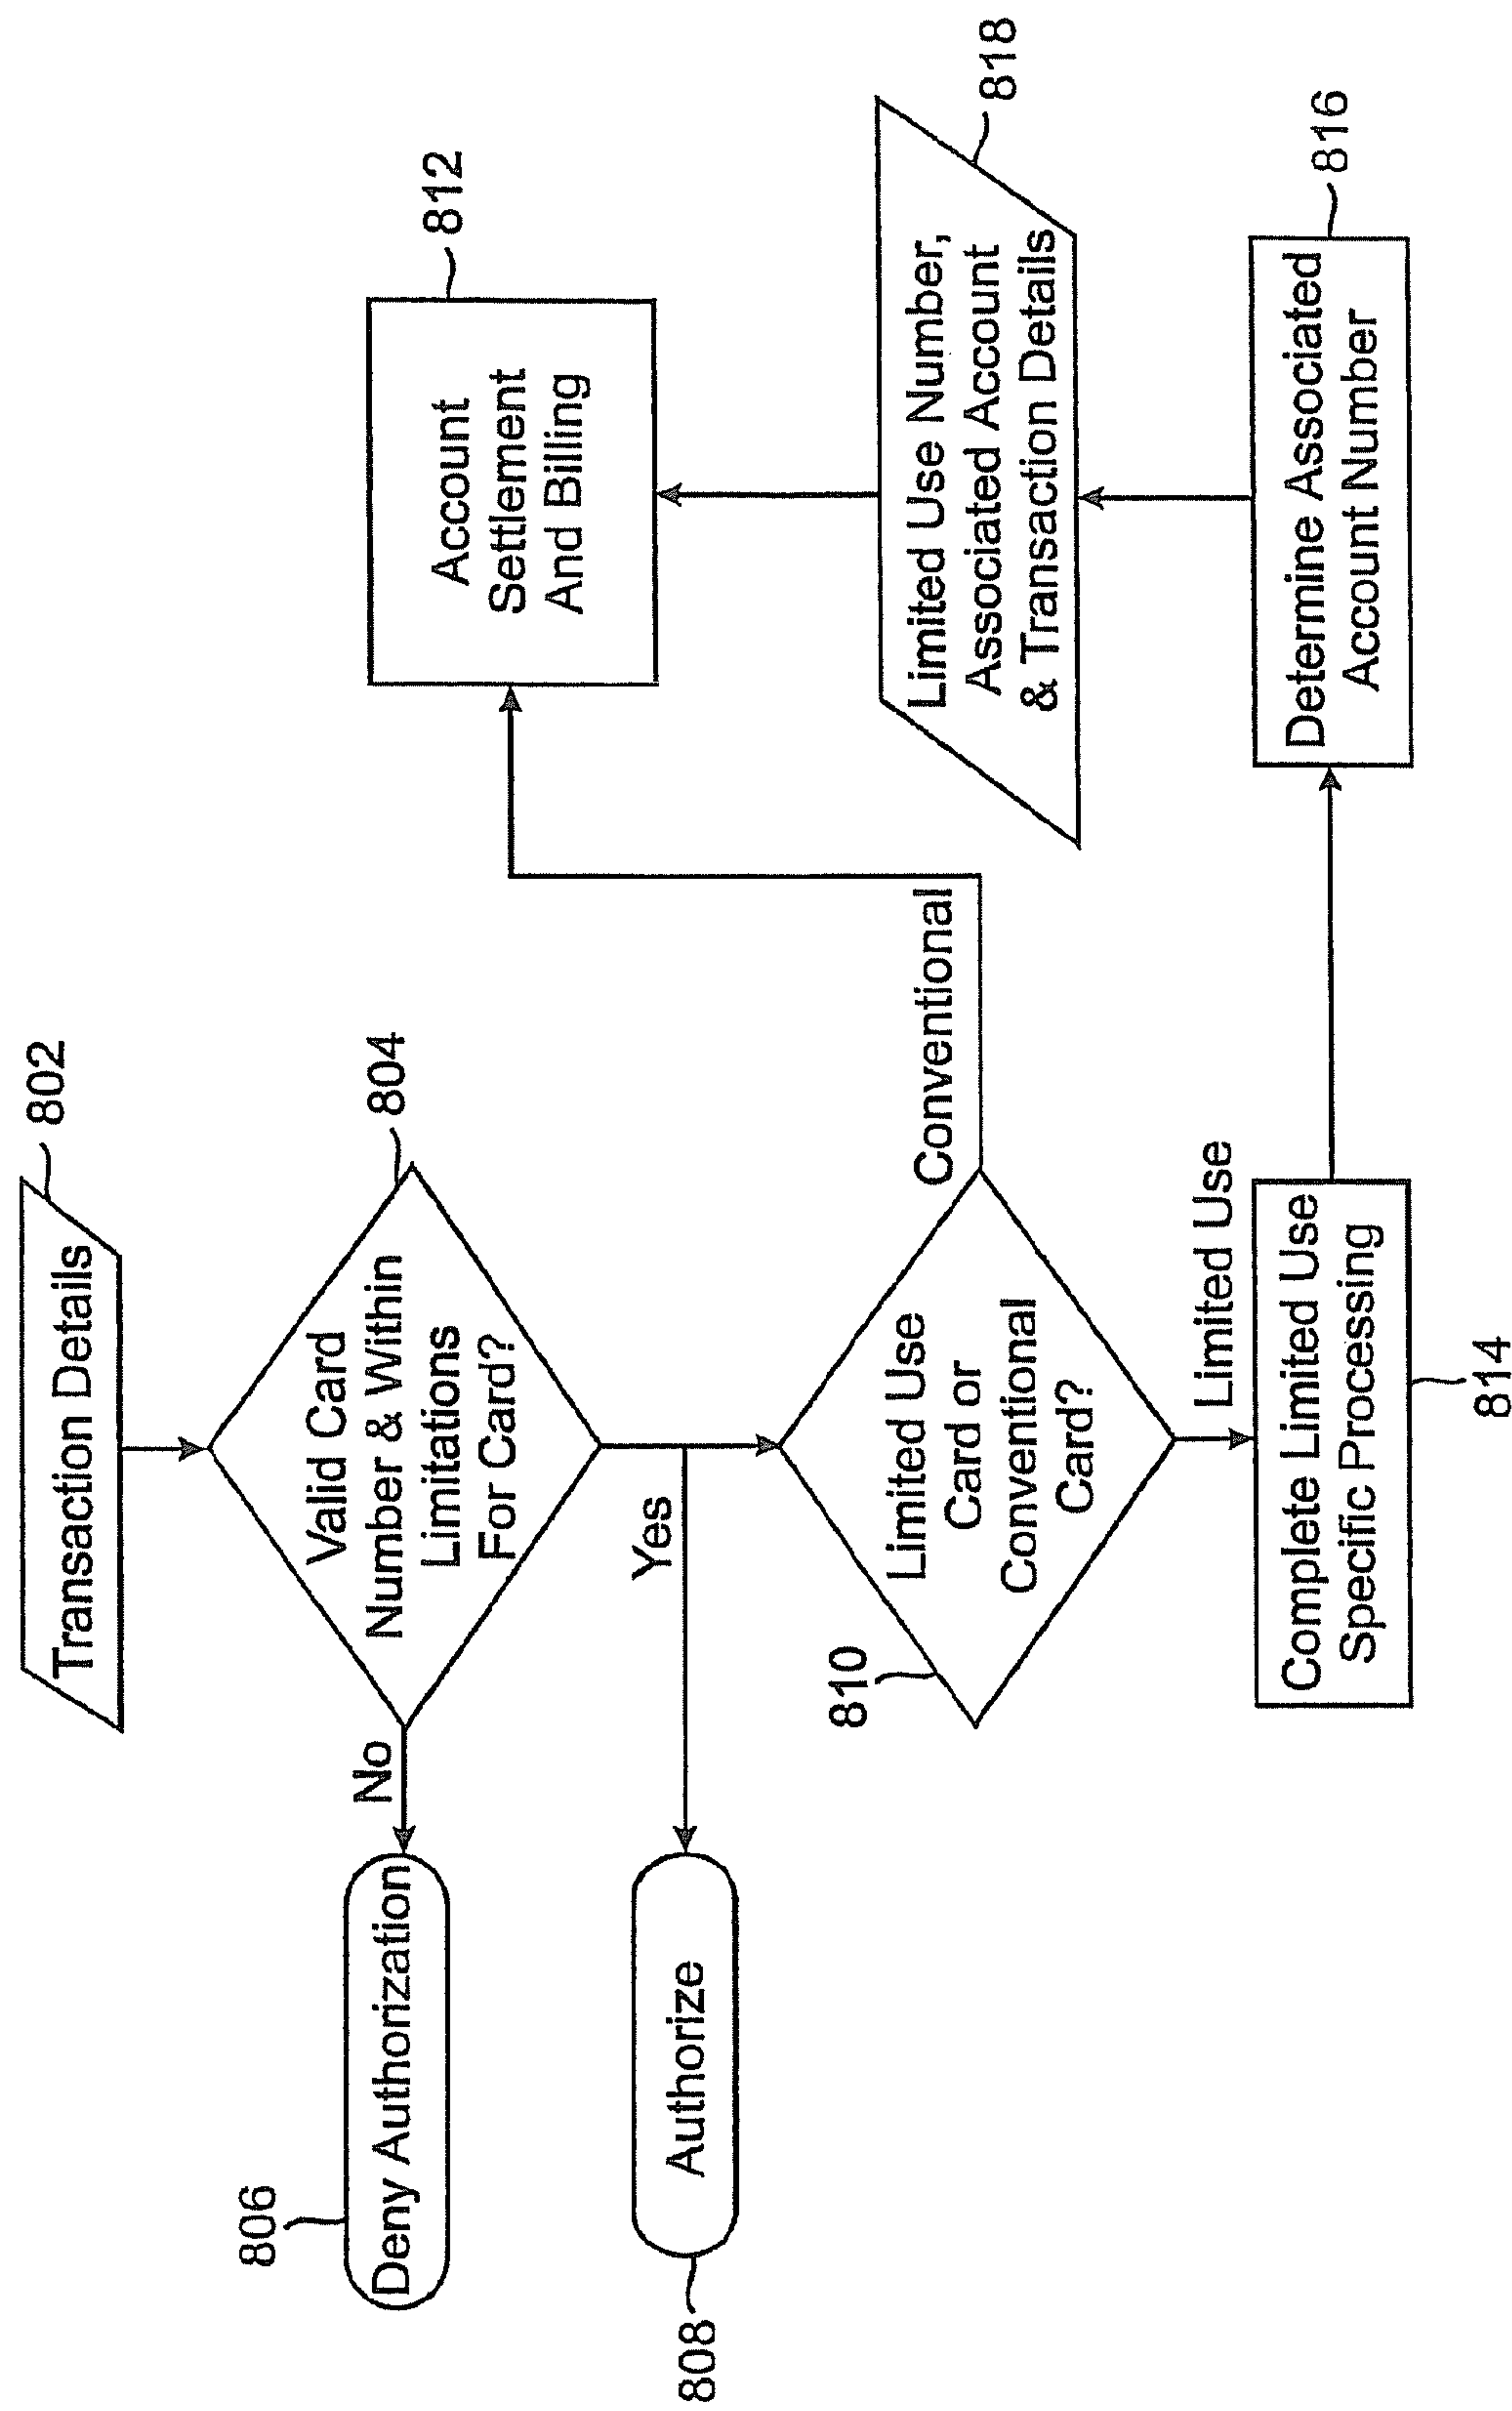 802
Transaction Details
804
Valid Card
Number & Within
Limitations
For Card?
No
806
Deny Authorization
Yes
808
Authorize
810
Limited Use
Card or
Conventional
Card?
Conventional
812
Account
Settlement
And Billing
Limited Use
814
Complete Limited Use
Specific Processing
816
Determine Associated
Account Number
818
Limited Use Number,
Associated Account
& Transaction Details